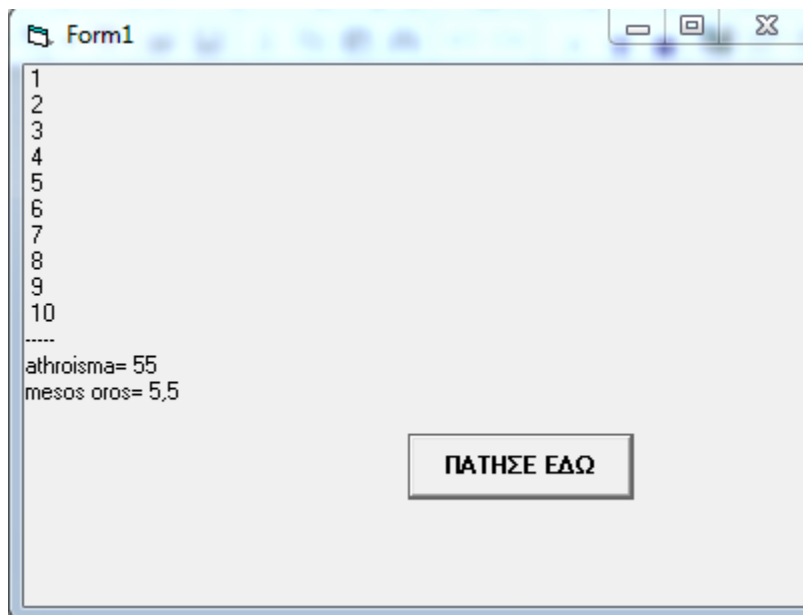 Form1
1
2
3
4
5
6
7
8
9
10
-----
athroisma= 55
mesos oros= 5,5
ΠΑΤΗΣΕ ΕΔΩ